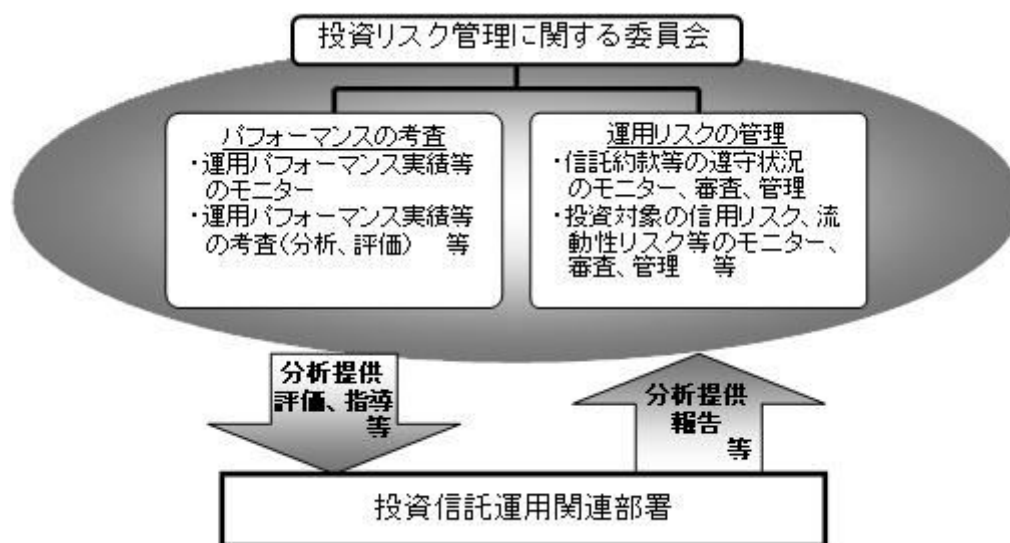 投資リスク管理に関する委員会
パフォーマンスの考査
・運用パフォーマンス実績等
のモニター
・運用パフォーマンス実績等
の考査(分析、評価) 等
運用リスクの管理
・信託約款等の遵守状況
のモニター、審査、管理
・投資対象の信用リスク、流
動性リスク等のモニター、
審査、管理 等
分析提供
評価、指導
等
分析提供
報告
等
投資信託運用関連部署